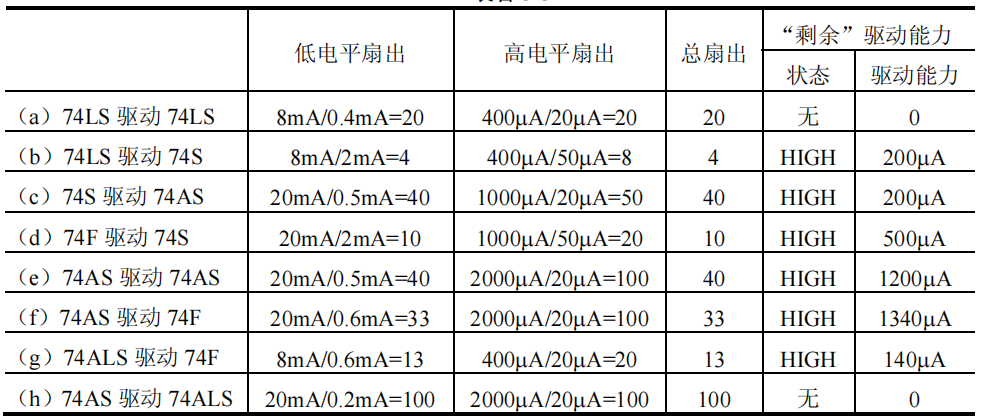 低电平扇出 高电平扇出 总扇出 “剩余”驱动能力
状态 驱动能力
（a）74LS 驱动 74LS 8mA/0.4mA=20 400μA/20μA=20 20 无 0
（b）74LS 驱动 74S 8mA/2mA=4 400μA/50μA=8 4 HIGH 200μA
（c）74S 驱动 74AS 20mA/0.5mA=40 1000μA/20μA=50 40 HIGH 200μA
（d）74F 驱动 74S 20mA/2mA=10 1000μA/50μA=20 10 HIGH 500μA
（e）74AS 驱动 74AS 20mA/0.5mA=40 2000μA/20μA=100 40 HIGH 1200μA
（f）74AS 驱动 74F 20mA/0.6mA=33 2000μA/20μA=100 33 HIGH 1340μA
（g）74ALS 驱动 74F 8mA/0.6mA=13 400μA/20μA=20 13 HIGH 140μA
（h）74AS 驱动 74ALS 20mA/0.2mA=100 2000μA/20μA=100 100 无 0